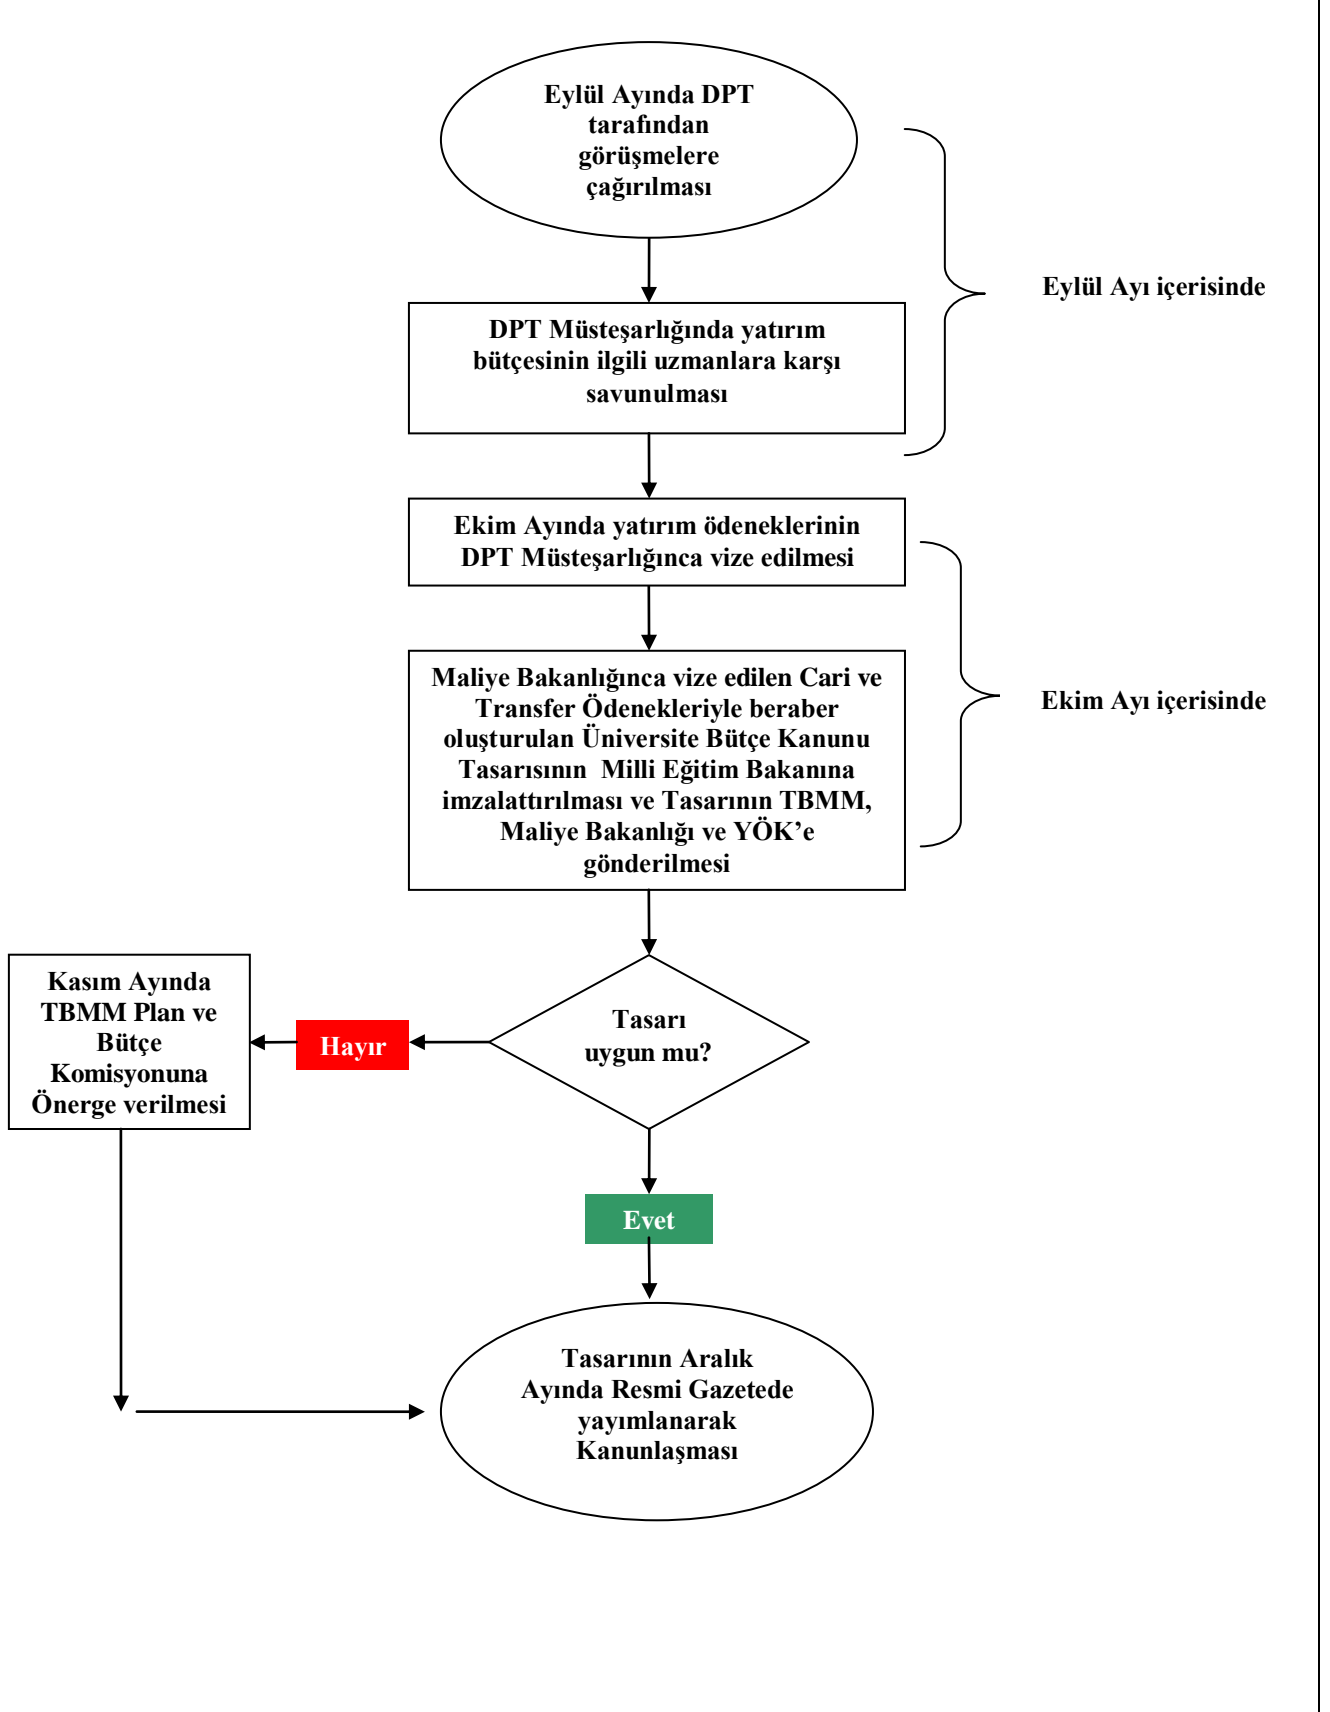 Eylül Ayında DPT
tarafından
görüşmelere
çağırılması
Eylül Ayı içerisinde
DPT Müsteşarlığında yatırım
bütçesinin ilgili uzmanlara karşı
savunulması
Ekim Ayında yatırım ödeneklerinin
DPT Müsteşarlığınca vize edilmesi
Maliye Bakanlığınca vize edilen Cari ve
Transfer Ödenekleriyle beraber
oluşturulan Üniversite Bütçe Kanunu
Tasarısının  Milli Eğitim Bakanına
imzalattırılması ve Tasarının TBMM,
Maliye Bakanlığı ve YÖK’e
gönderilmesi
Ekim Ayı içerisinde
Tasarı
uygun mu?
Hayır
Kasım Ayında
TBMM Plan ve
Bütçe
Komisyonuna
Önerge verilmesi
Evet
Tasarının Aralık
Ayında Resmi Gazetede
yayımlanarak
Kanunlaşması